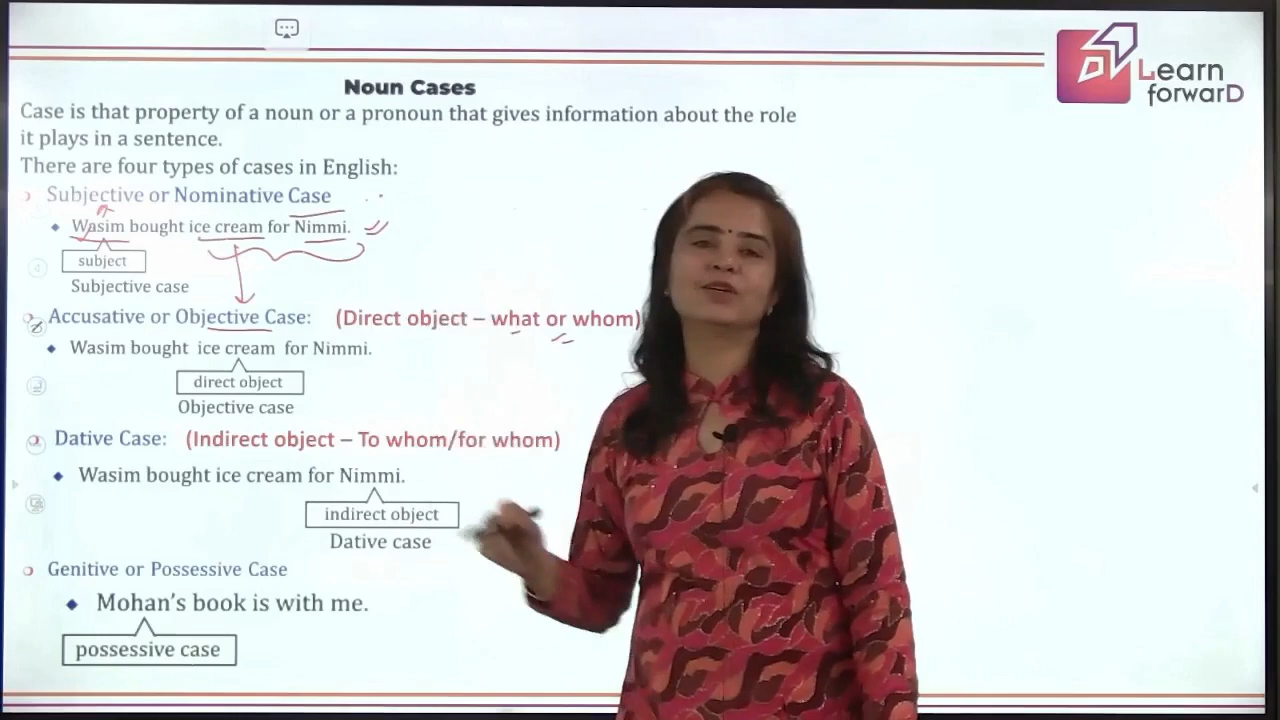 Learn
forwarD
Noun Cases
Case is that property of a noun or a pronoun that gives information about the role
it plays in a sentence.
There are four types of cases in English:
Subjective or Nominative Case
Wasim bought ice cream for Nimmi.
subject
Subjective case
Accusative or Objective Case: (Direct object – what or whom)
Wasim bought ice cream for Nimmi.
direct object
Objective case
Dative Case: (Indirect object – To whom/for whom)
Wasim bought ice cream for Nimmi.
indirect object
Dative case
Genitive or Possessive Case
Mohan's book is with me.
possessive case